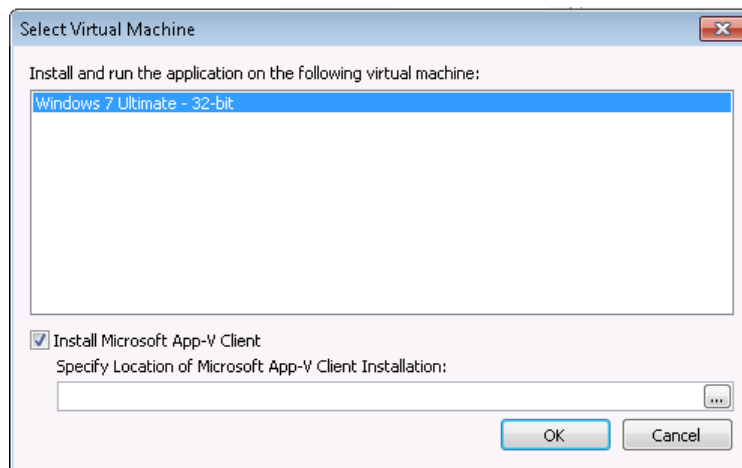 Select Virtual Machine
Install and run the application on the following virtual machine:
Windows 7 Ultimate - 32-bit
Install Microsoft App-V Client
Specify Location of Microsoft App-V Client Installation:
...
OK Cancel